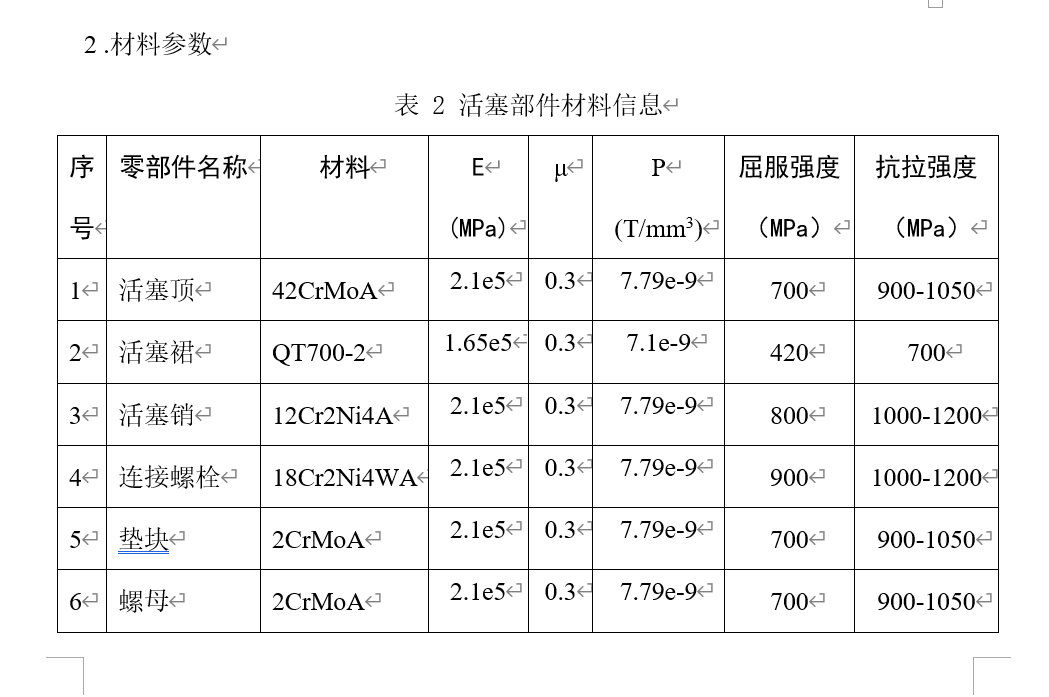 2 .材料参数
表 2 活塞部件材料信息
序号 零部件名称 材料 E (MPa) μ P (T/mm³) 屈服强度（MPa） 抗拉强度（MPa）
1 活塞顶 42CrMoA 2.1e5 0.3 7.79e-9 700 900-1050
2 活塞裙 QT700-2 1.65e5 0.3 7.1e-9 420 700
3 活塞销 12Cr2Ni4A 2.1e5 0.3 7.79e-9 800 1000-1200
4 连接螺栓 18Cr2Ni4WA 2.1e5 0.3 7.79e-9 900 1000-1200
5 垫块 2CrMoA 2.1e5 0.3 7.79e-9 700 900-1050
6 螺母 2CrMoA 2.1e5 0.3 7.79e-9 700 900-1050